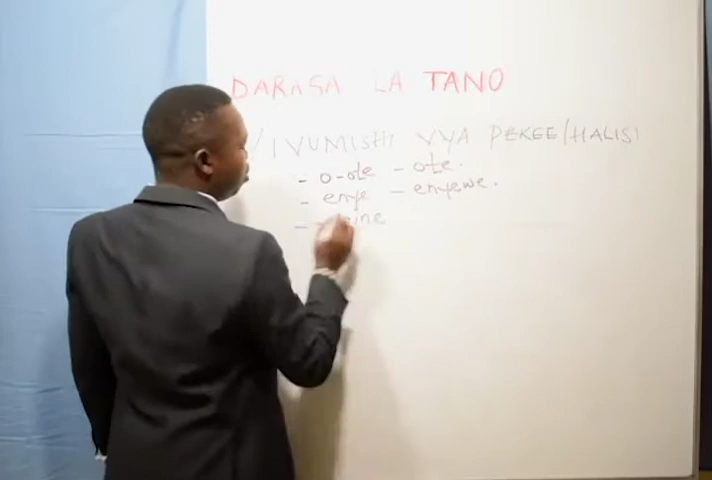 DARASA LA TANO
VIVUMISHI VYA PEKEE/HALISI
- o-ote - ote.
- enye - enyewe.
-